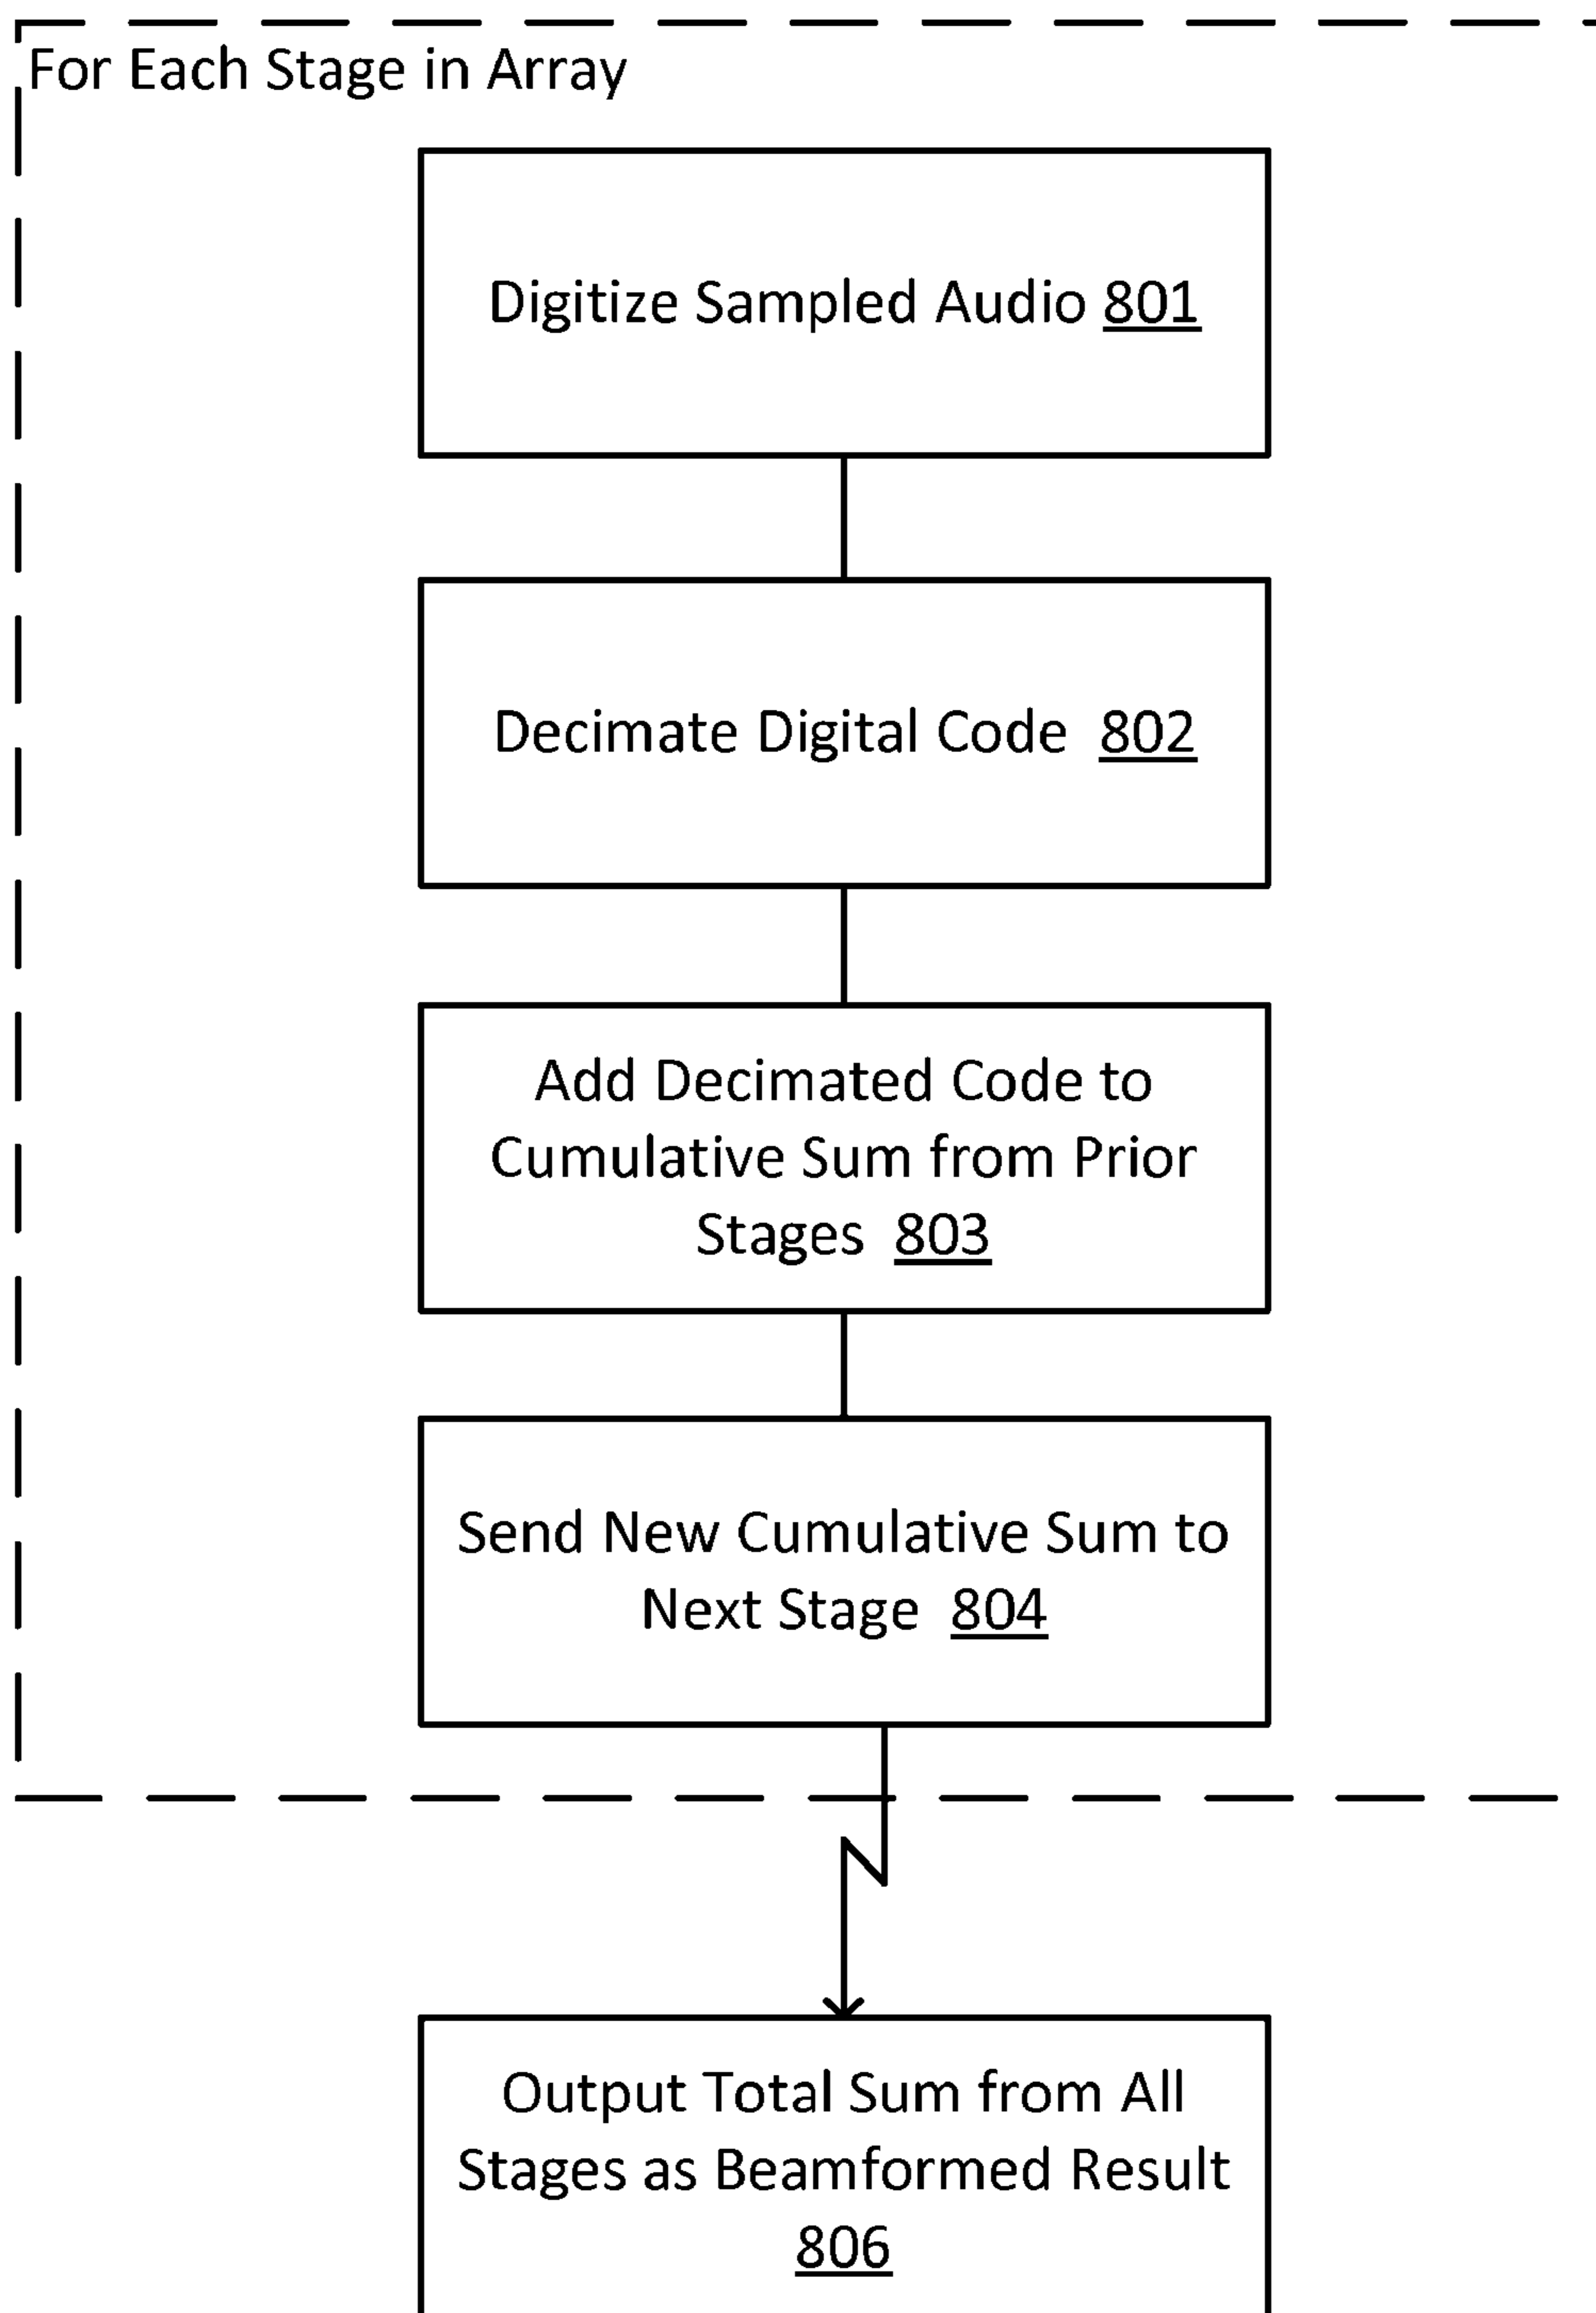 For Each Stage in Array
Digitize Sampled Audio 801
Decimate Digital Code 802
Add Decimated Code to
Cumulative Sum from Prior
Stages 803
Send New Cumulative Sum to
Next Stage 804
Output Total Sum from All
Stages as Beamformed Result
806